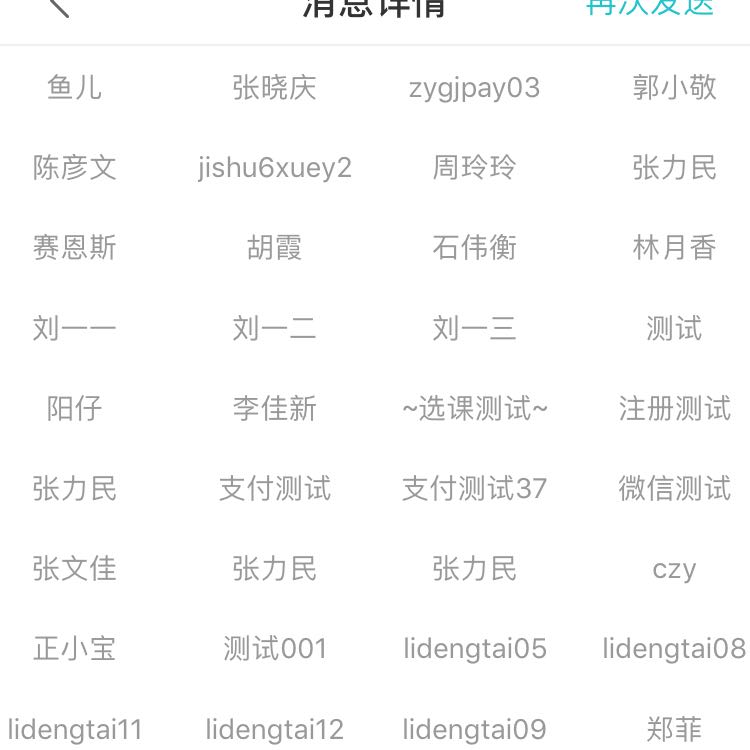 消息详情 再次发送
鱼儿 张晓庆 zygjpay03 郭小敬
陈彦文 jishu6xuey2 周玲玲 张力民
赛恩斯 胡霞 石伟衡 林月香
刘一一 刘一二 刘一三 测试
阳仔 李佳新 ~选课测试~ 注册测试
张力民 支付测试 支付测试37 微信测试
张文佳 张力民 张力民 czy
正小宝 测试001 lidengtai05 lidengtai08
lidengtai11 lidengtai12 lidengtai09 郑菲